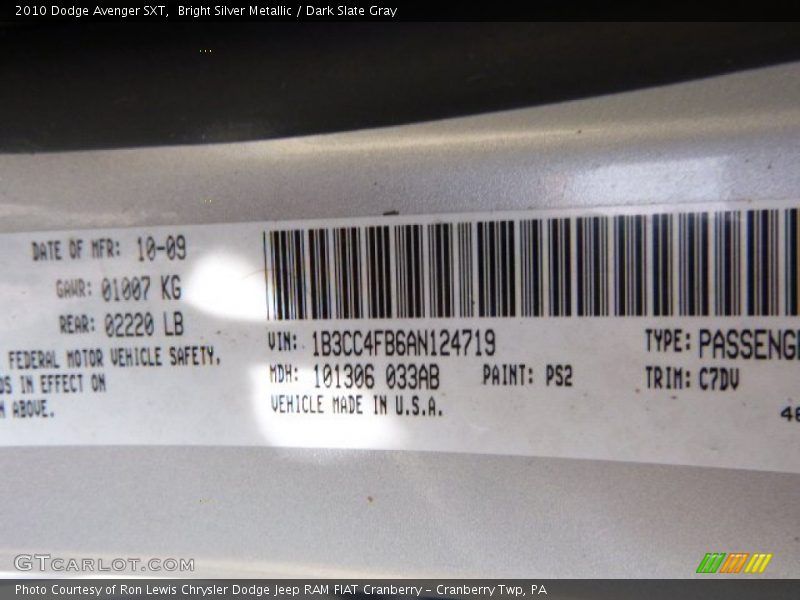 2010 Dodge Avenger SXT,  Bright Silver Metallic / Dark Slate Gray
DATE OF MFR: 10-09
GAWR: 01007 KG
REAR: 02220 LB
FEDERAL MOTOR VEHICLE SAFETY,
DS IN EFFECT ON
ABOVE.
VIN: 1B3CC4FB6AN124719
TYPE: PASSENGE
MDH: 101306 033AB
PAINT: PS2
TRIM: C7DV
VEHICLE MADE IN U.S.A.
GTCARLOT.COM
Photo Courtesy of Ron Lewis Chrysler Dodge Jeep RAM FIAT Cranberry – Cranberry Twp, PA